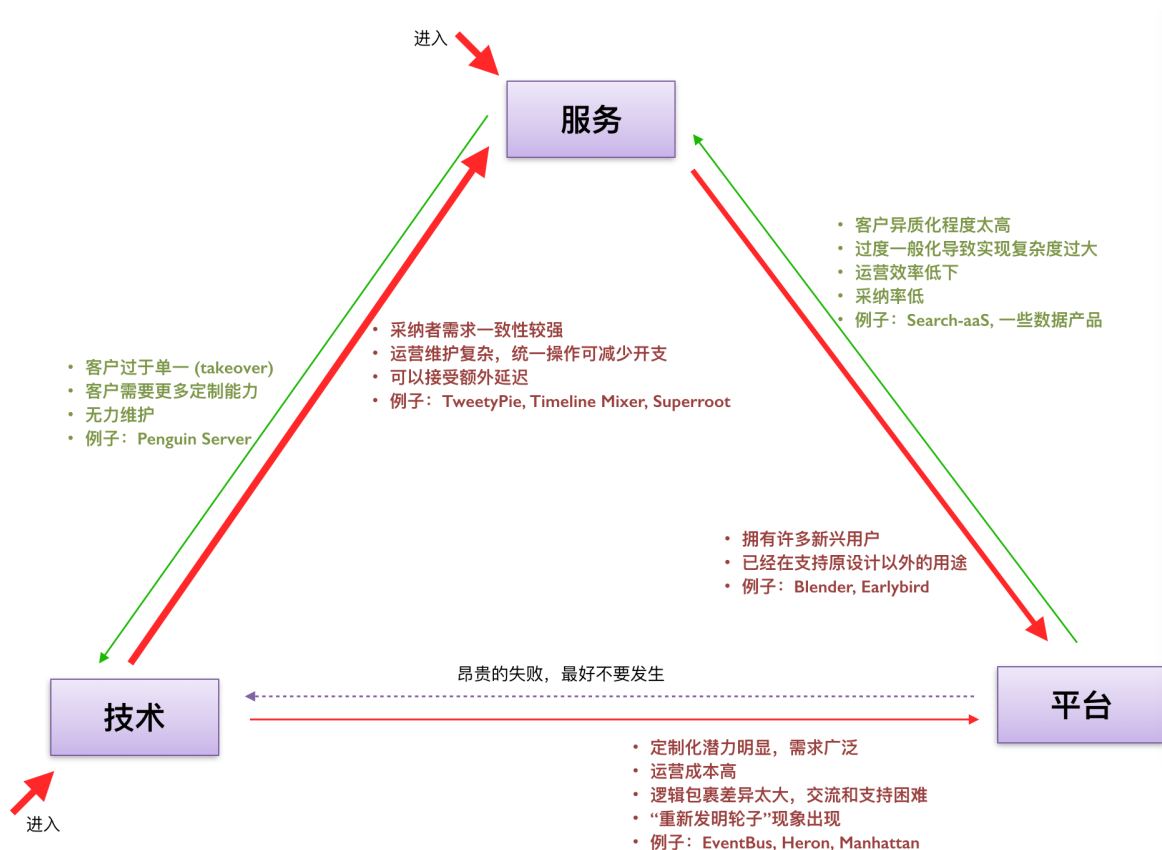 进入
服务
• 客户异质化程度太高
• 过度一般化导致实现复杂度过大
• 运营效率低下
• 采纳率低
• 例子：Search-aaS, 一些数据产品
• 采纳者需求一致性较强
• 运营维护复杂，统一操作可减少开支
• 可以接受额外延迟
• 例子：TweetyPie, Timeline Mixer, Superroot
• 客户过于单一 (takeover)
• 客户需要更多定制能力
• 无力维护
• 例子：Penguin Server
• 拥有许多新兴用户
• 已经在支持原设计以外的用途
• 例子：Blender, Earlybird
昂贵的失败，最好不要发生
技术
平台
• 定制化潜力明显，需求广泛
• 运营成本高
• 逻辑包裹差异太大，交流和支持困难
• “重新发明轮子”现象出现
• 例子：EventBus, Heron, Manhattan
进入